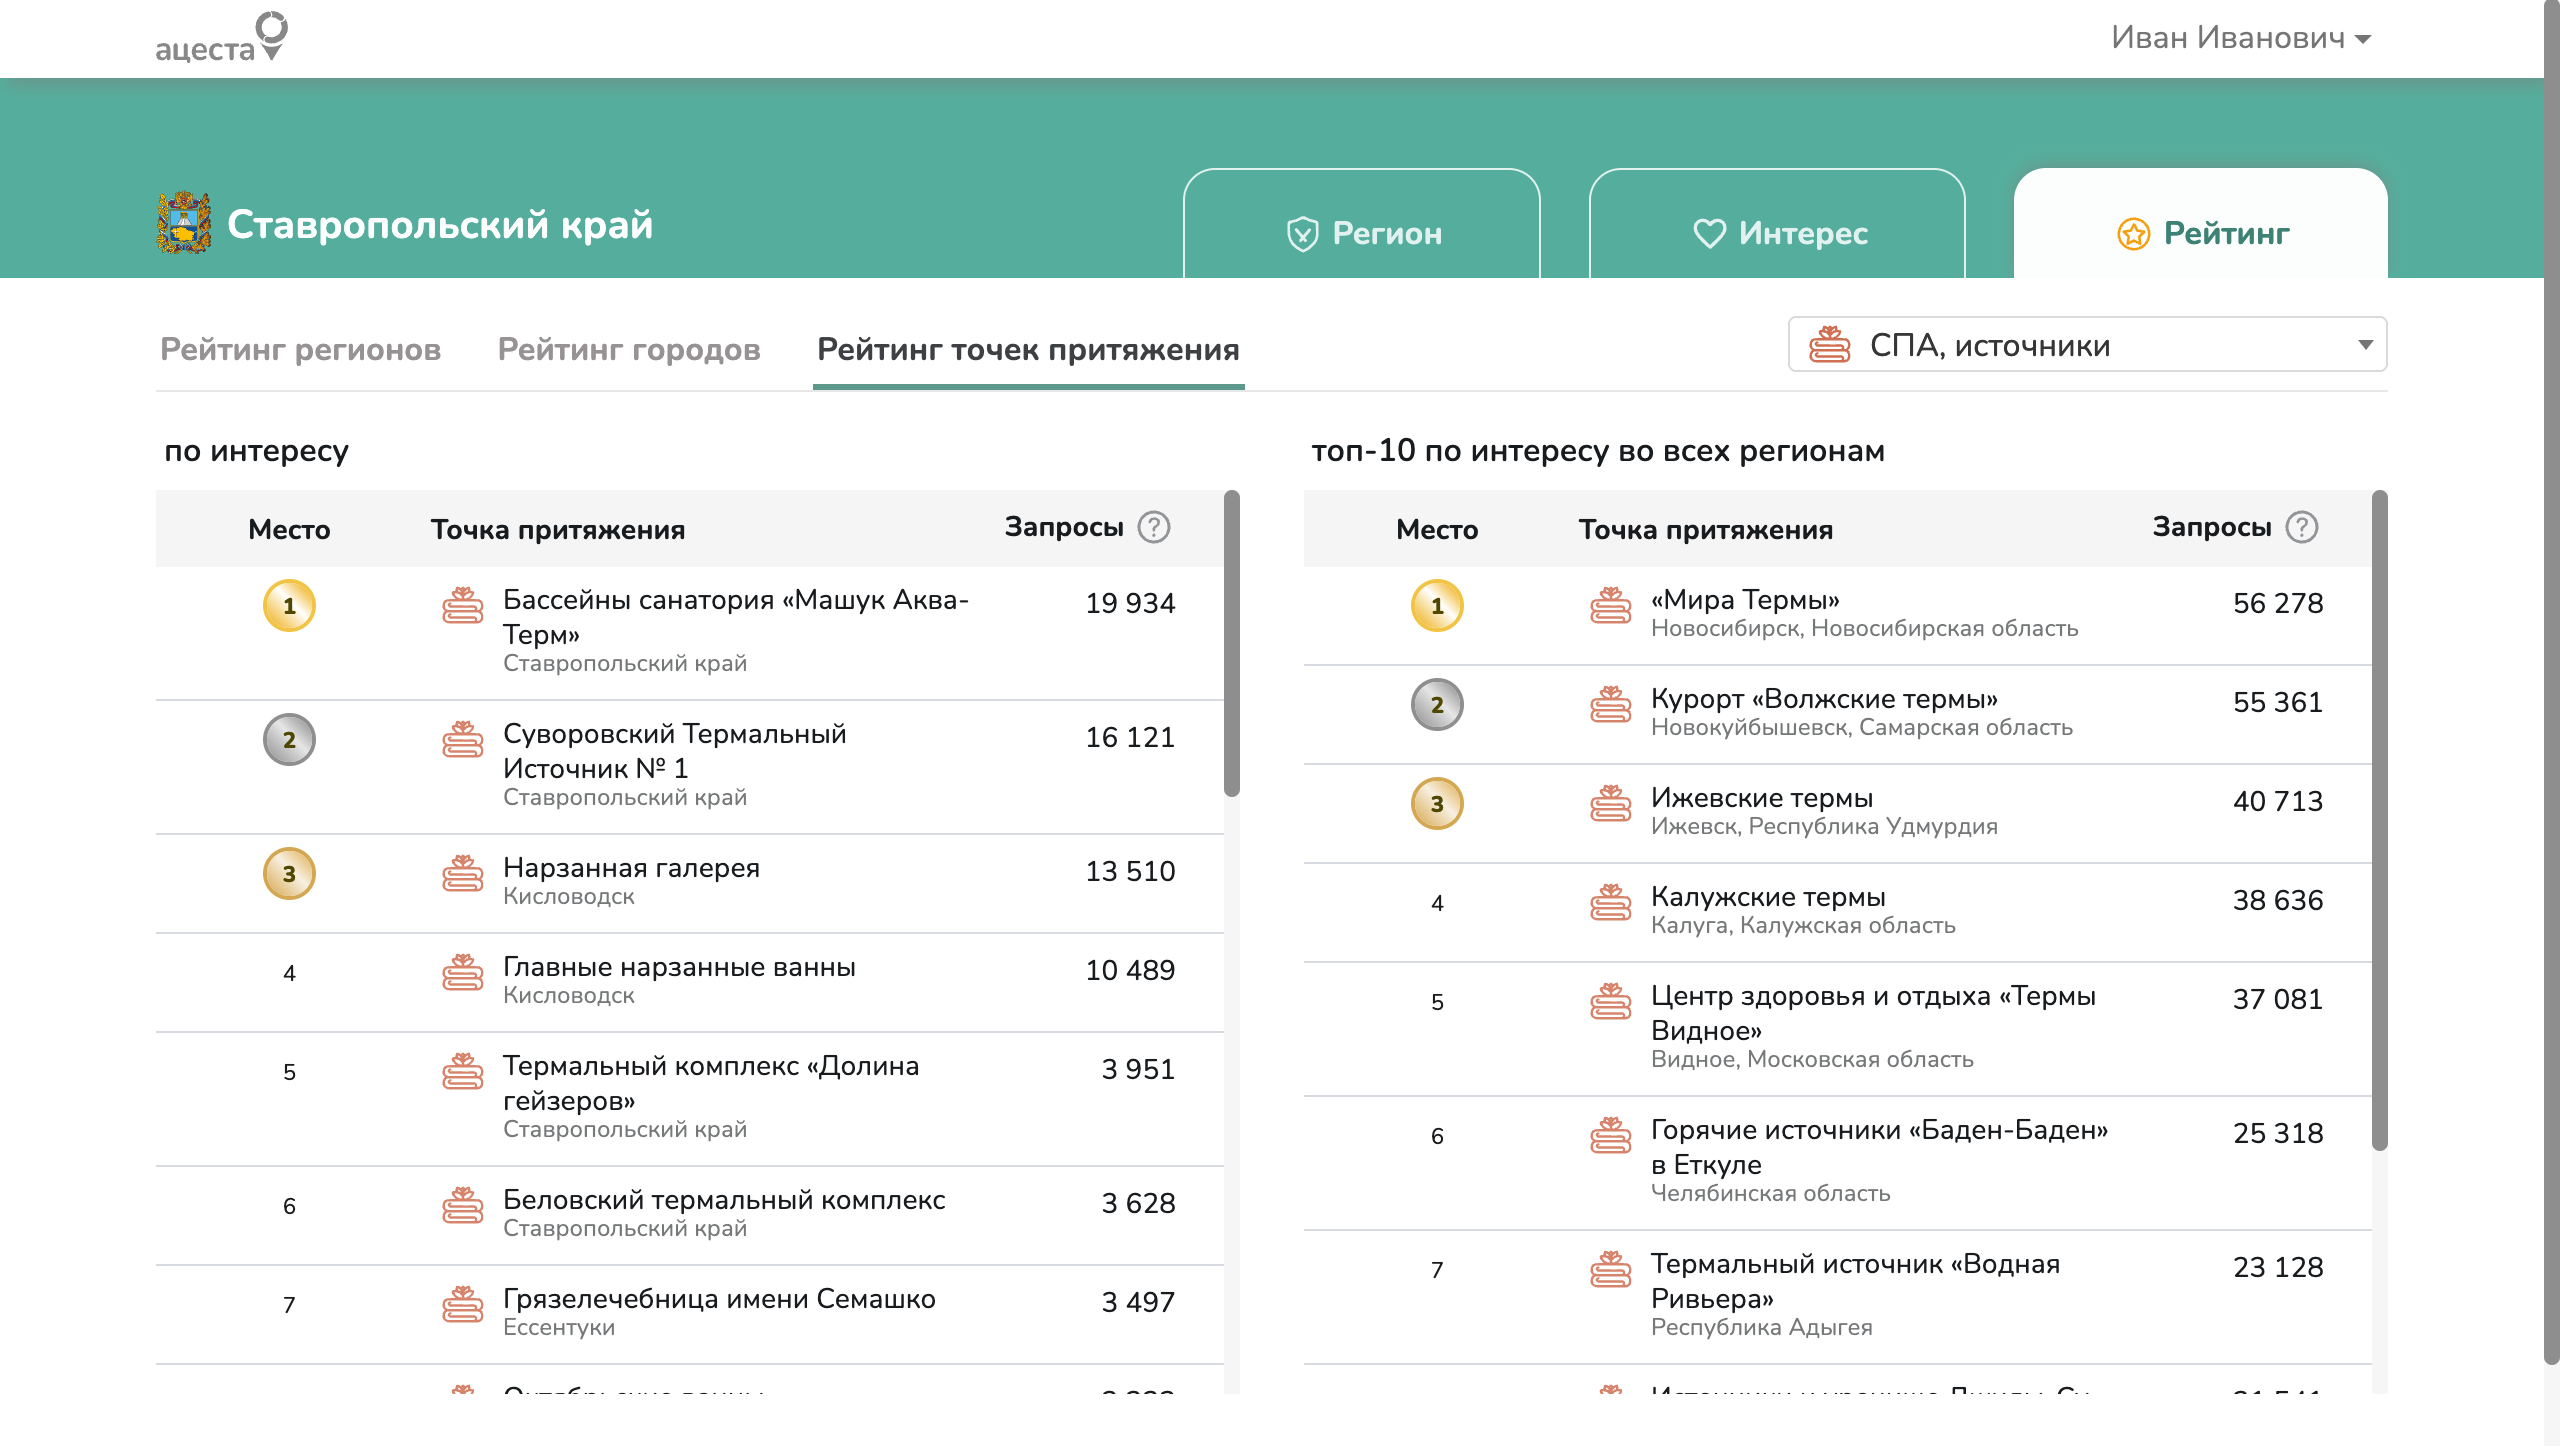 ацеста
Иван Иванович
Ставропольский край
Регион
Интерес
Рейтинг
Рейтинг регионов
Рейтинг городов
Рейтинг точек притяжения
СПА, источники
по интересу
Место
Точка притяжения
Запросы ?
1
Бассейны санатория «Машук Аква-
Терм»
Ставропольский край
19 934
2
Суворовский Термальный
Источник № 1
Ставропольский край
16 121
3
Нарзанная галерея
Кисловодск
13 510
4
Главные нарзанные ванны
Кисловодск
10 489
5
Термальный комплекс «Долина
гейзеров»
Ставропольский край
3 951
6
Беловский термальный комплекс
Ставропольский край
3 628
7
Грязелечебница имени Семашко
Ессентуки
3 497
топ-10 по интересу во всех регионам
Место
Точка притяжения
Запросы ?
1
«Мира Термы»
Новосибирск, Новосибирская область
56 278
2
Курорт «Волжские термы»
Новокуйбышевск, Самарская область
55 361
3
Ижевские термы
Ижевск, Республика Удмурдия
40 713
4
Калужские термы
Калуга, Калужская область
38 636
5
Центр здоровья и отдыха «Термы
Видное»
Видное, Московская область
37 081
6
Горячие источники «Баден-Баден»
в Еткуле
Челябинская область
25 318
7
Термальный источник «Водная
Ривьера»
Республика Адыгея
23 128